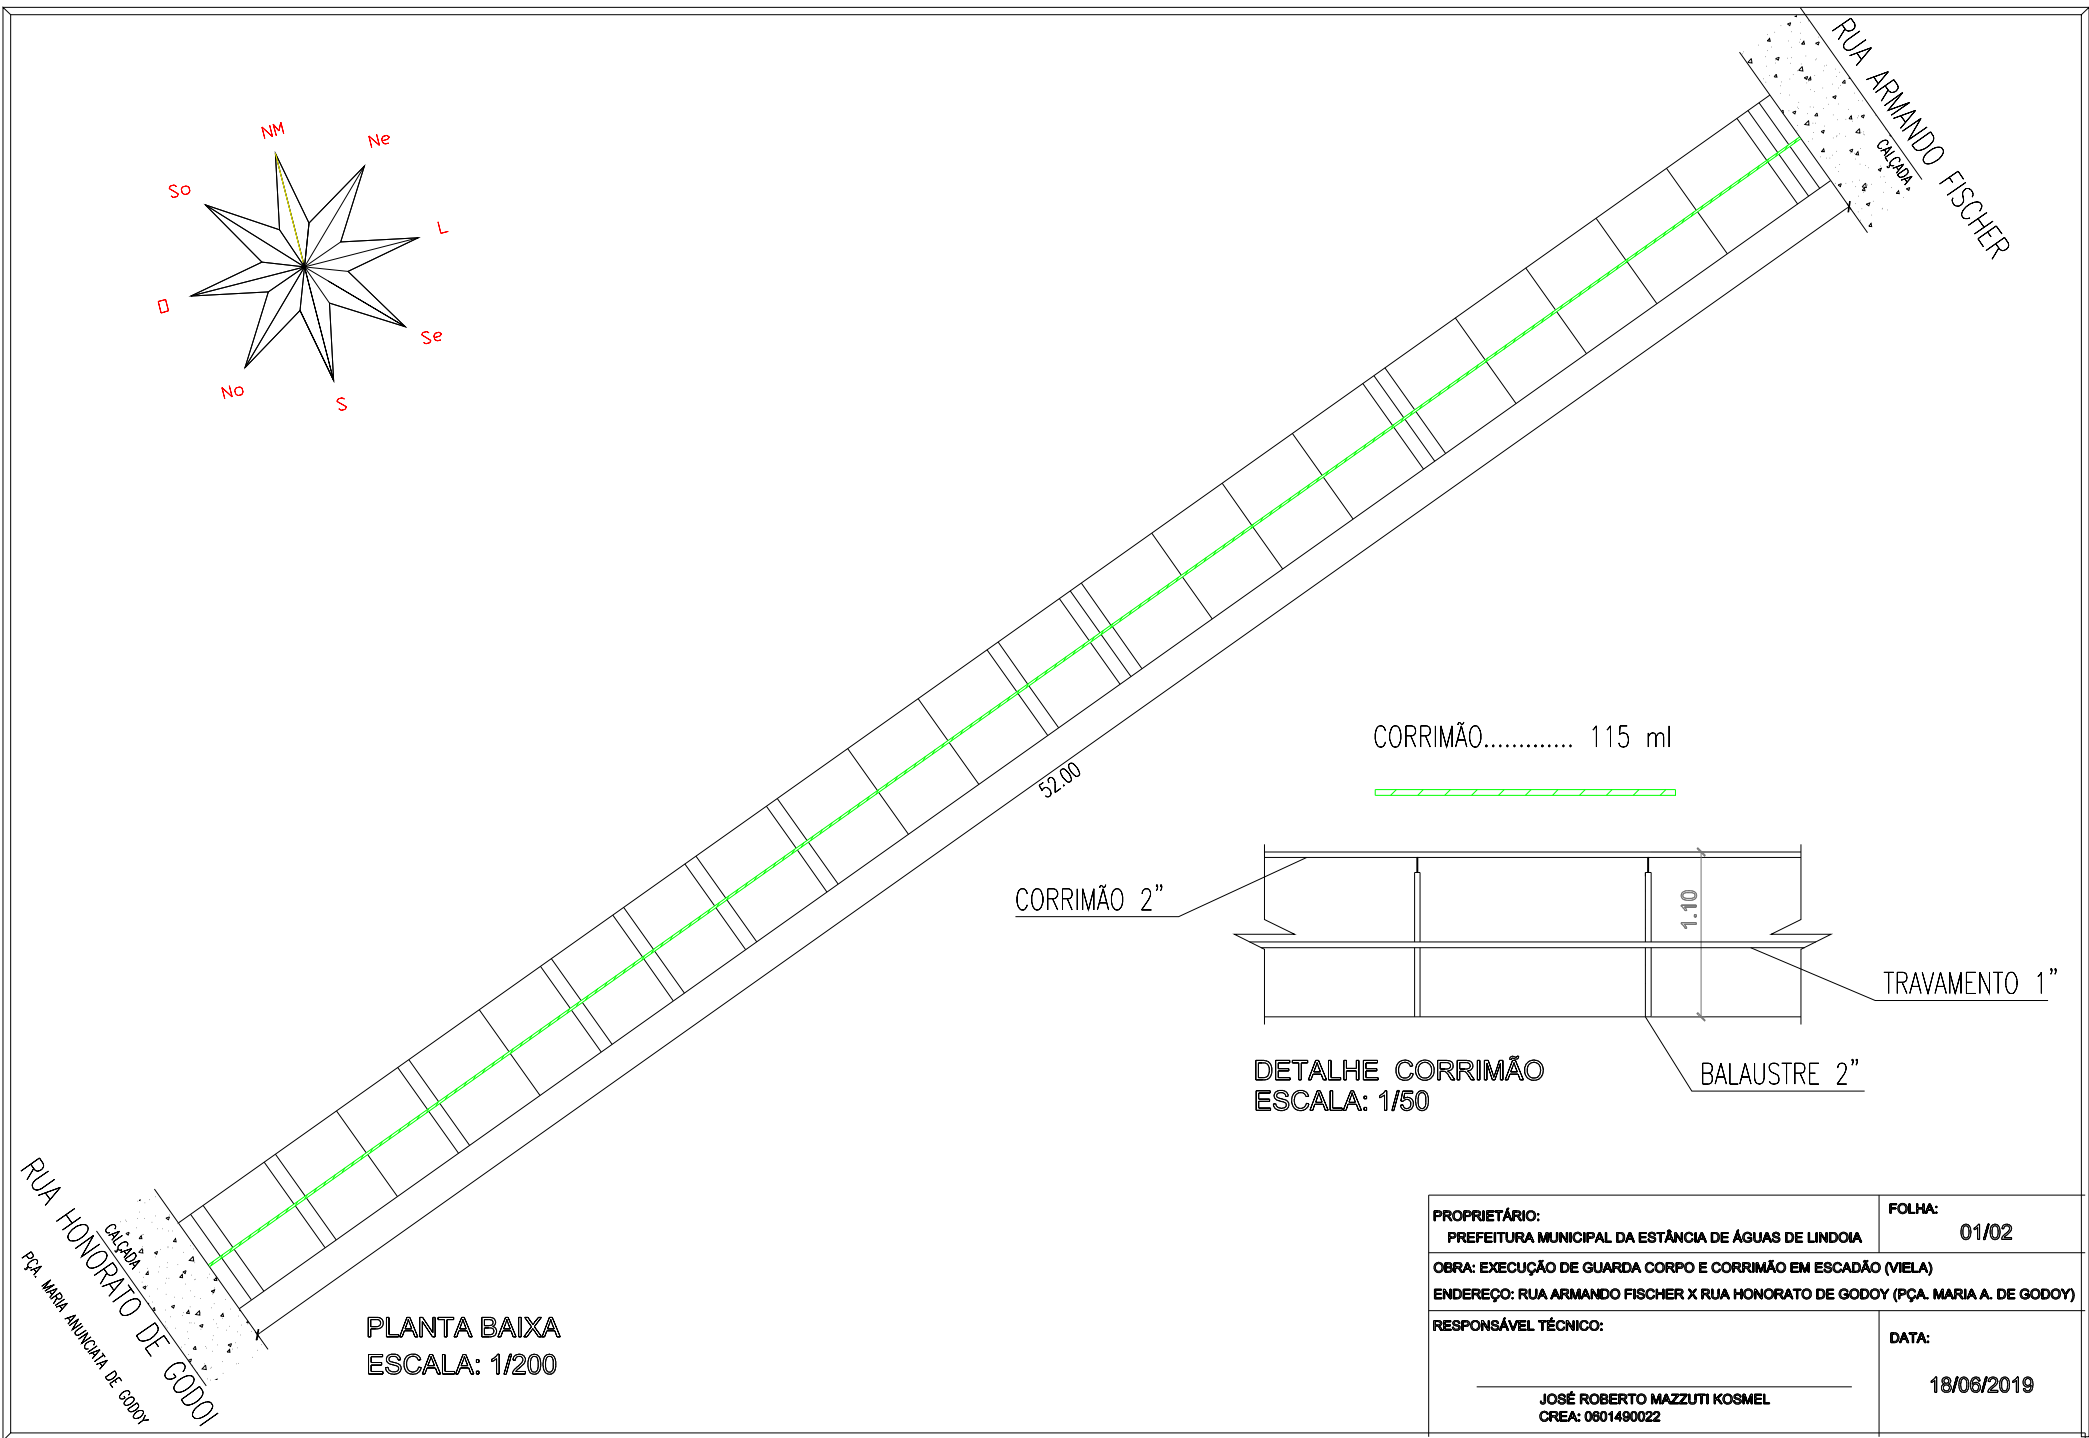 NM
Ne
So
L
O
Se
No
S
RUA ARMANDO FISCHER
CALÇADA
52.00
CORRIMÃO............. 115 ml
CORRIMÃO 2"
1.10
TRAVAMENTO 1"
BALAUSTRE 2"
DETALHE CORRIMÃO
ESCALA: 1/50
RUA HONORATO DE GODOI
CALÇADA
PÇA. MARIA ANUNCIATA DE GODOY
PLANTA BAIXA
ESCALA: 1/200
PROPRIETÁRIO:
PREFEITURA MUNICIPAL DA ESTÂNCIA DE ÁGUAS DE LINDOIA
FOLHA:
01/02
OBRA: EXECUÇÃO DE GUARDA CORPO E CORRIMÃO EM ESCADÃO (VIELA)
ENDEREÇO: RUA ARMANDO FISCHER X RUA HONORATO DE GODOY (PÇA. MARIA A. DE GODOY)
RESPONSÁVEL TÉCNICO:
JOSÉ ROBERTO MAZZUTI KOSMEL
CREA: 0601490022
DATA:
18/06/2019